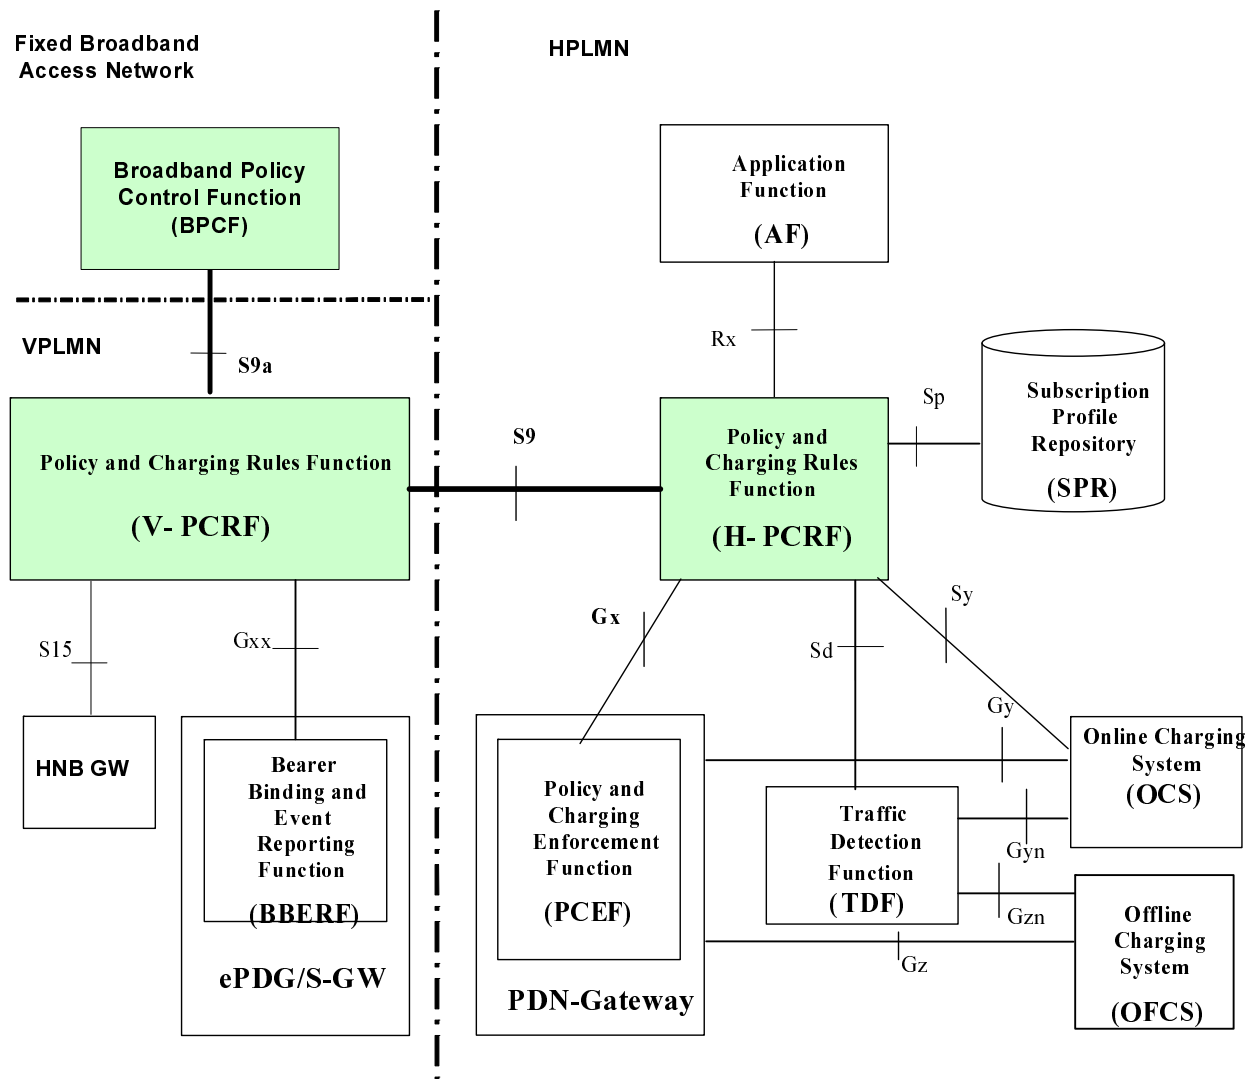 Fixed Broadband
Access Network
HPLMN
Broadband Policy
Control Function
(BPCF)
Application
Function
(AF)
VPLMN
S9a
Rx
Subscription
Profile
Repository
(SPR)
Sp
S9
Policy and Charging Rules Function
(V- PCRF)
Policy and
Charging Rules
Function
(H- PCRF)
S15
Gxx
Gx
Sd
Sy
Gy
HNB GW
Bearer
Binding and
Event
Reporting
Function
(BBERF)
ePDG/S-GW
Policy and
Charging
Enforcement
Function
(PCEF)
PDN-Gateway
Traffic
Detection
Function
(TDF)
Online Charging
System
(OCS)
Gyn
Gzn
Gz
Offline
Charging
System
(OFCS)